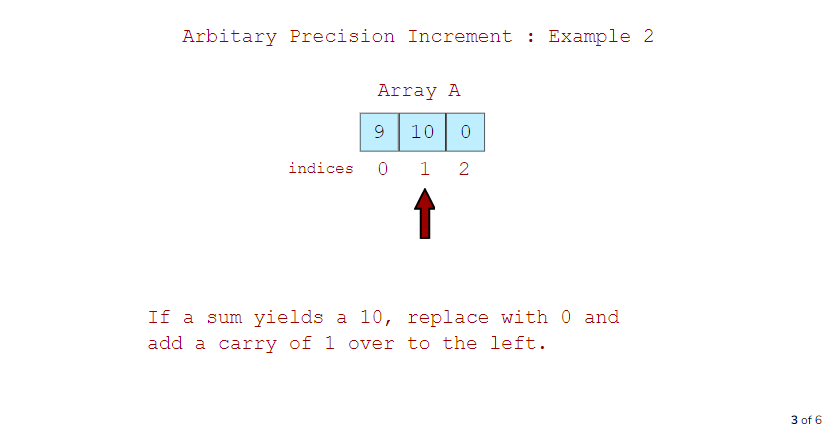 Arbitary Precision Increment : Example 2
Array A
9 10 0
indices 0 1 2
If a sum yields a 10, replace with 0 and
add a carry of 1 over to the left.
3 of 6